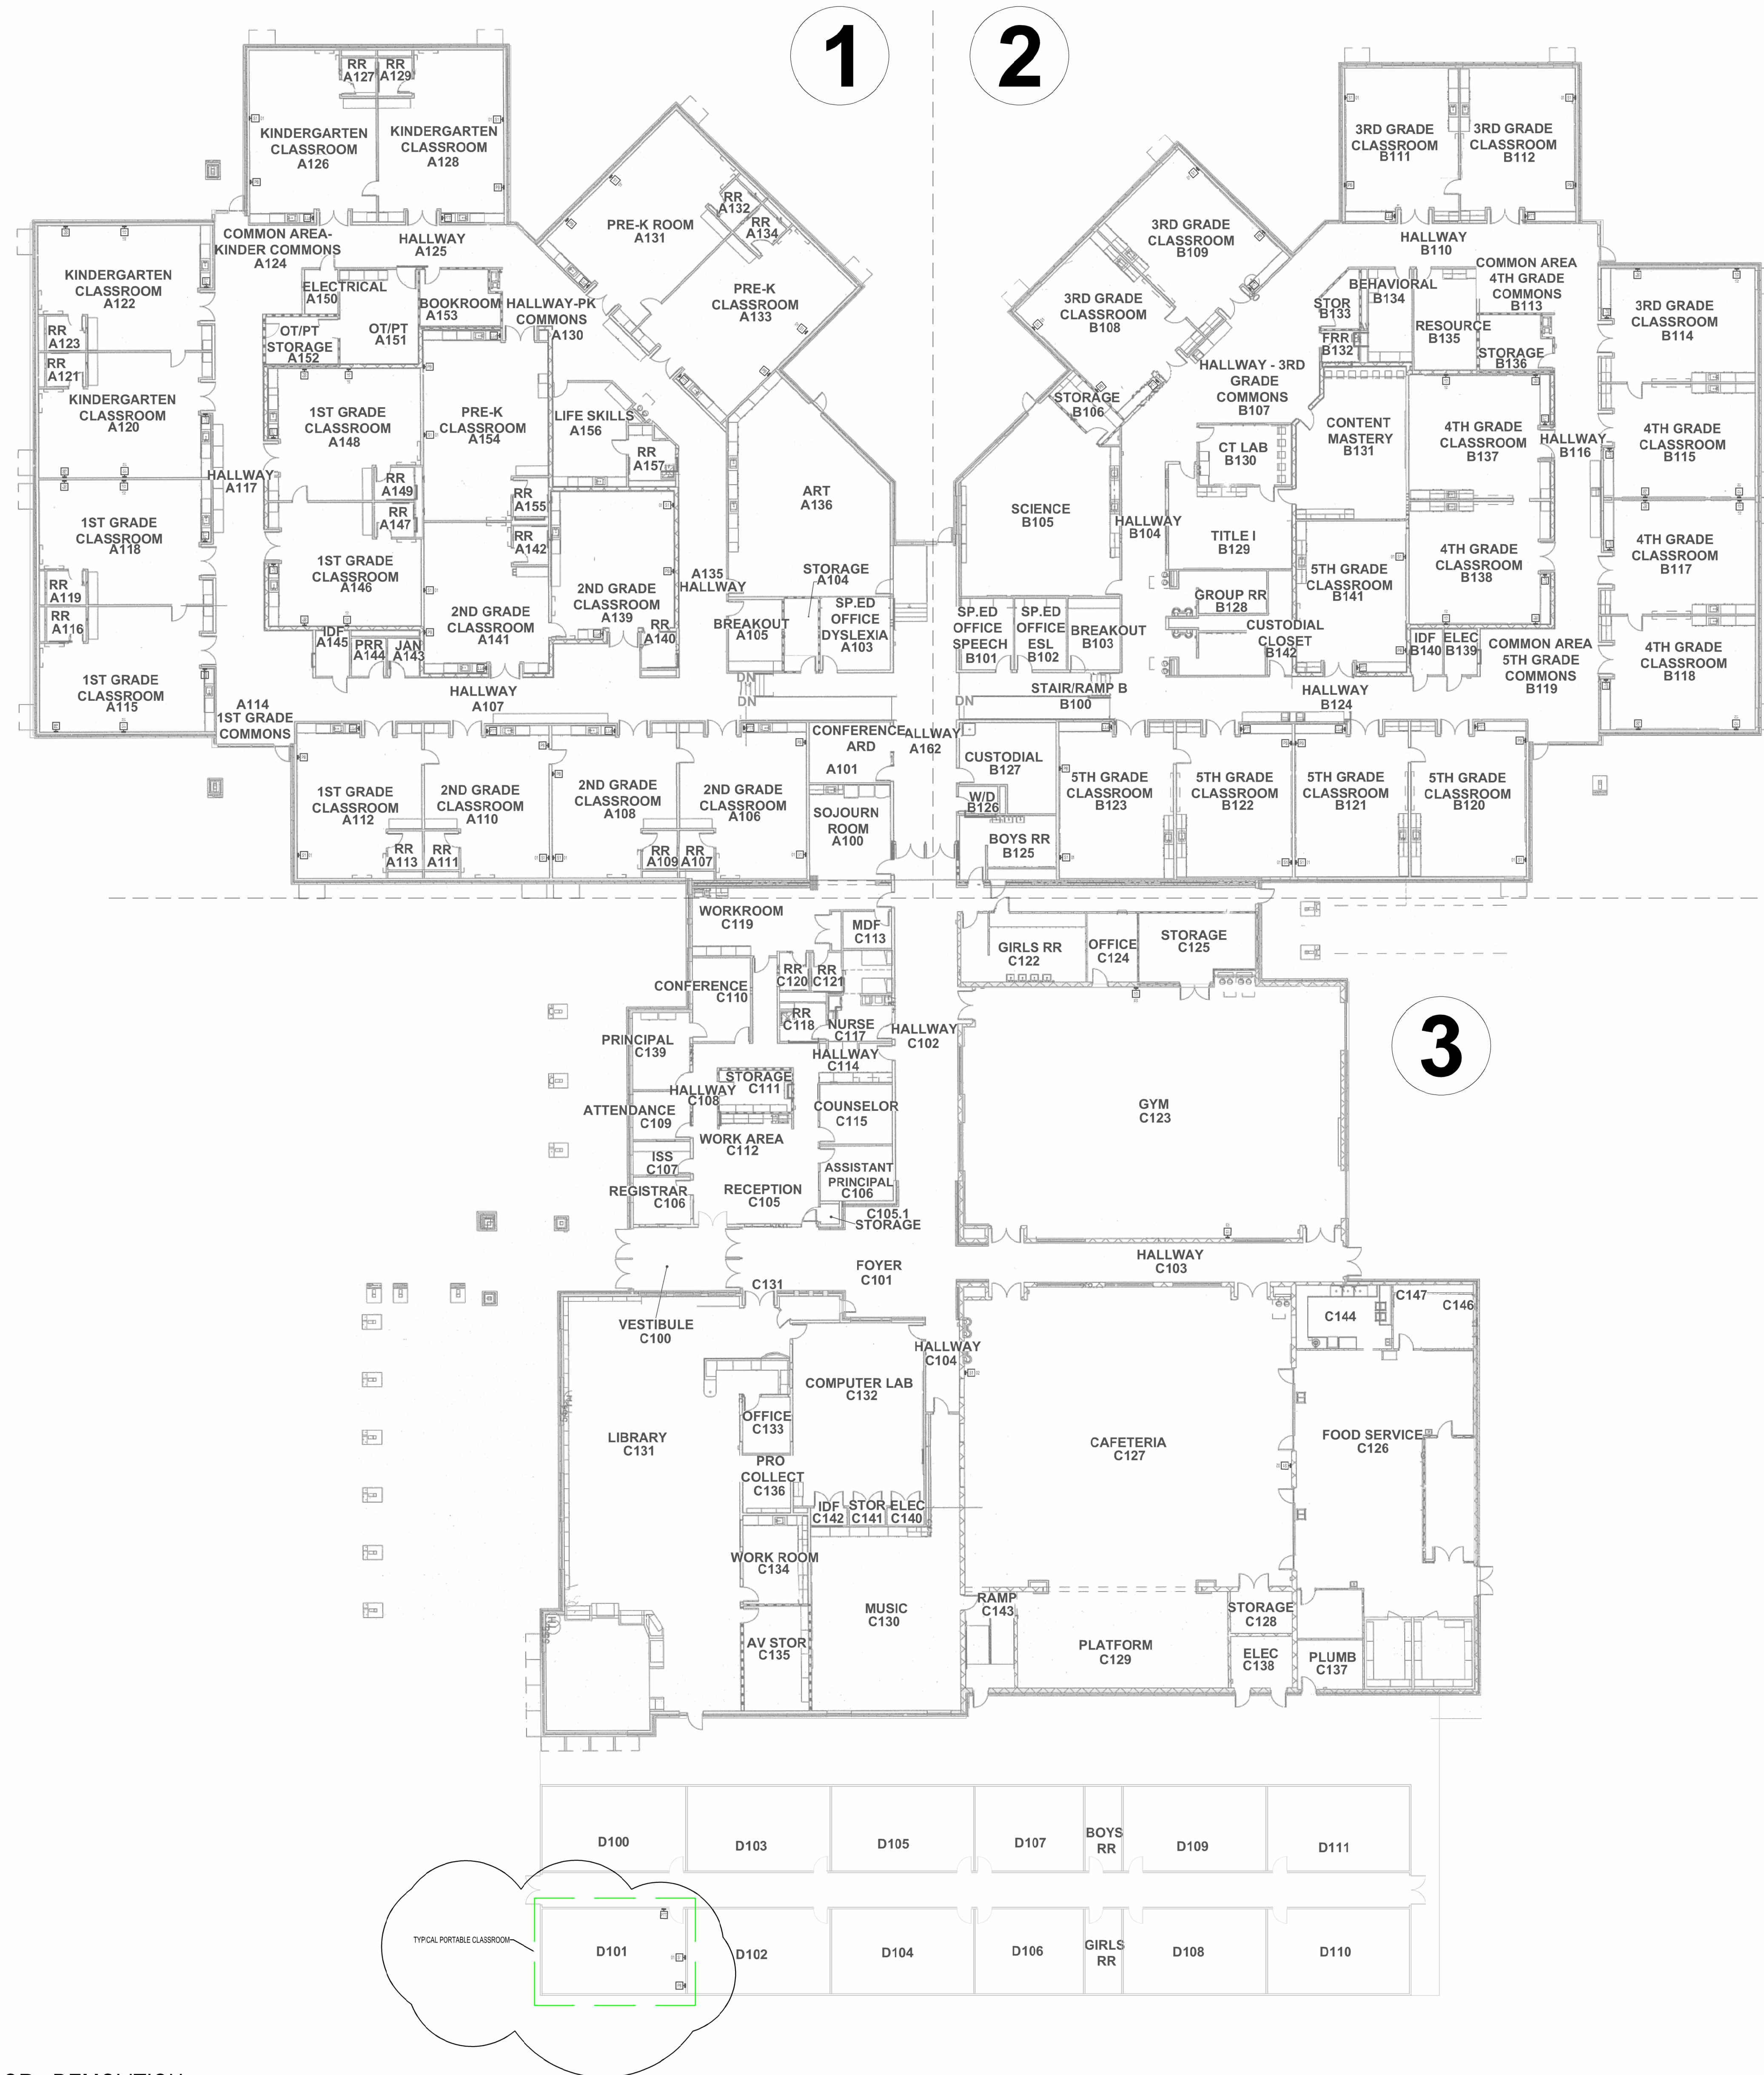 1
2
RR
A127
RR
A129
KINDERGARTEN
CLASSROOM
A126
KINDERGARTEN
CLASSROOM
A128
COMMON AREA-
KINDER COMMONS
A124
HALLWAY
A125
KINDERGARTEN
CLASSROOM
A122
RR
A123
RR
A121
KINDERGARTEN
CLASSROOM
A120
ELECTRICAL
A150
OT/PT
STORAGE
A152
OT/PT
A151
BOOKROOM
A153
HALLWAY-PK
COMMONS
A130
PRE-K ROOM
A131
RR
A132
RR
A134
PRE-K
CLASSROOM
A133
1ST GRADE
CLASSROOM
A148
PRE-K
CLASSROOM
A154
LIFE SKILLS
A156
RR
A157
HALLWAY
A117
RR
A149
RR
A147
RR
A155
RR
A142
1ST GRADE
CLASSROOM
A118
RR
A119
RR
A116
1ST GRADE
CLASSROOM
A146
2ND GRADE
CLASSROOM
A141
2ND GRADE
CLASSROOM
A139
RR
A140
A135
HALLWAY
ART
A136
STORAGE
A104
BREAKOUT
A105
SP.ED
OFFICE
DYSLEXIA
A103
IDF
A145
PRR
A144
JAN
A143
1ST GRADE
CLASSROOM
A115
A114
1ST GRADE
COMMONS
HALLWAY
A107
DN
DN
1ST GRADE
CLASSROOM
A112
2ND GRADE
CLASSROOM
A110
2ND GRADE
CLASSROOM
A108
2ND GRADE
CLASSROOM
A106
RR
A113
RR
A111
RR
A109
RR
A107
CONFERENCE
ARD
A101
SOJOURN
ROOM
A100
ALLWAY
A162
3RD GRADE
CLASSROOM
B111
3RD GRADE
CLASSROOM
B112
3RD GRADE
CLASSROOM
B109
3RD GRADE
CLASSROOM
B108
HALLWAY
B110
COMMON AREA
4TH GRADE
COMMONS
B113
BEHAVIORAL
B134
STOR
B133
FRR
B132
RESOURCE
B135
STORAGE
B136
3RD GRADE
CLASSROOM
B114
STORAGE
B106
HALLWAY - 3RD
GRADE
COMMONS
B107
CT LAB
B130
CONTENT
MASTERY
B131
4TH GRADE
CLASSROOM
B137
HALLWAY
B116
4TH GRADE
CLASSROOM
B115
SCIENCE
B105
HALLWAY
B104
TITLE I
B129
4TH GRADE
CLASSROOM
B138
4TH GRADE
CLASSROOM
B117
5TH GRADE
CLASSROOM
B141
GROUP RR
B128
SP.ED
OFFICE
SPEECH
B101
SP.ED
OFFICE
ESL
B102
BREAKOUT
B103
CUSTODIAL
CLOSET
B142
IDF
B140
ELEC
B139
COMMON AREA
5TH GRADE
COMMONS
B119
4TH GRADE
CLASSROOM
B118
DN
STAIR/RAMP B
B100
HALLWAY
B124
CUSTODIAL
B127
W/D
B126
BOYS RR
B125
5TH GRADE
CLASSROOM
B123
5TH GRADE
CLASSROOM
B122
5TH GRADE
CLASSROOM
B121
5TH GRADE
CLASSROOM
B120
WORKROOM
C119
MDF
C113
GIRLS RR
C122
OFFICE
C124
STORAGE
C125
CONFERENCE
C110
RR
C120
RR
C121
RR
C118
NURSE
C117
HALLWAY
C102
PRINCIPAL
C139
HALLWAY
C114
STORAGE
C111
HALLWAY
C108
ATTENDANCE
C109
COUNSELOR
C115
WORK AREA
C112
ISS
C107
ASSISTANT
PRINCIPAL
C106
REGISTRAR
C106
RECEPTION
C105
C105.1
STORAGE
GYM
C123
3
HALLWAY
C103
FOYER
C101
C131
VESTIBULE
C100
HALLWAY
C104
C144
C147
C146
COMPUTER LAB
C132
OFFICE
C133
LIBRARY
C131
PRO
COLLECT
C136
CAFETERIA
C127
FOOD SERVICE
C126
IDF
C142
STOR
C141
ELEC
C140
WORK ROOM
C134
MUSIC
C130
RAMP
C143
AV STOR
C135
PLATFORM
C129
STORAGE
C128
ELEC
C138
PLUMB
C137
D100
D103
D105
D107
BOYS
RR
D109
D111
TYPICAL PORTABLE CLASSROOM
D101
D102
D104
D106
GIRLS
RR
D108
D110